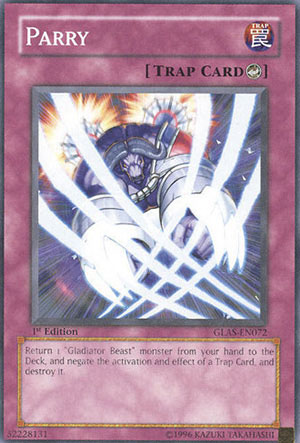 PARRY
TRAP
罠
[TRAP CARD]
1st Edition
GLAS-EN072
Return 1 "Gladiator Beast" monster from your hand to the
Deck, and negate the activation and effect of a Trap Card, and
destroy it.
32228131
©1996 KAZUKI TAKAHASHI